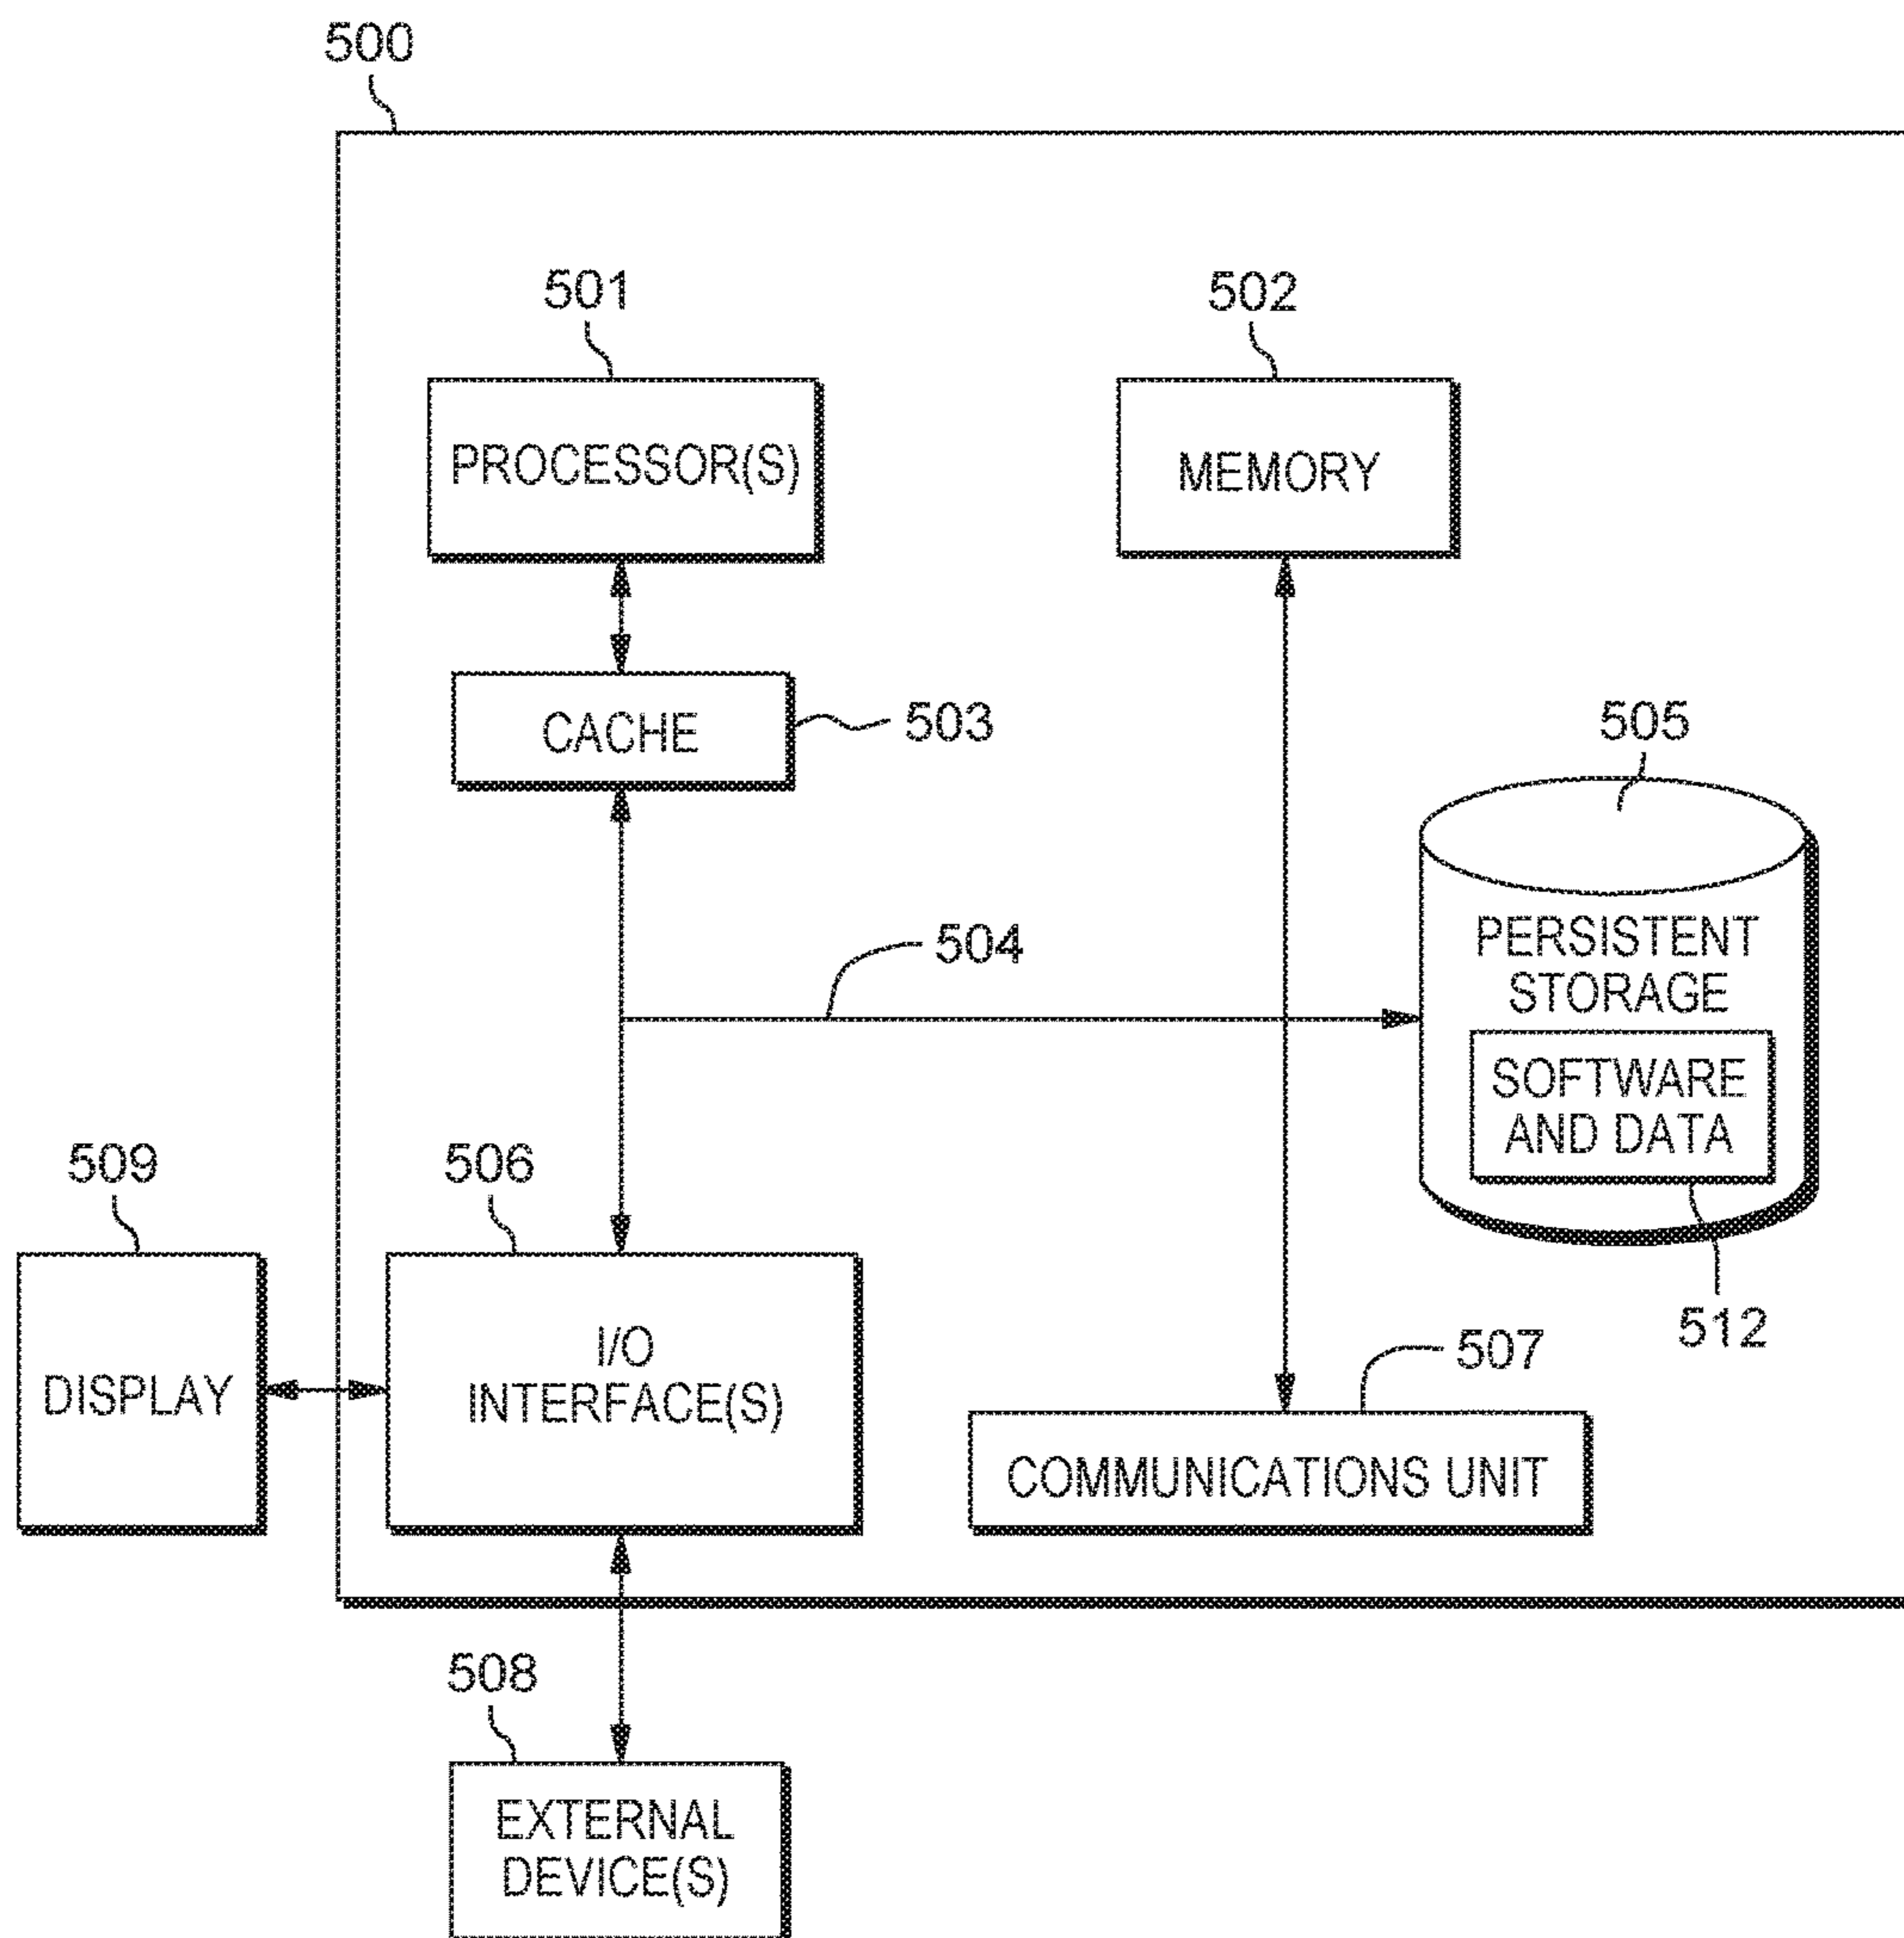 500
501
502
PROCESSOR(S)
MEMORY
CACHE
503
505
504
PERSISTENT
STORAGE
SOFTWARE
AND DATA
509
506
512
I/O
INTERFACE(S)
507
DISPLAY
COMMUNICATIONS UNIT
508
EXTERNAL
DEVICE(S)